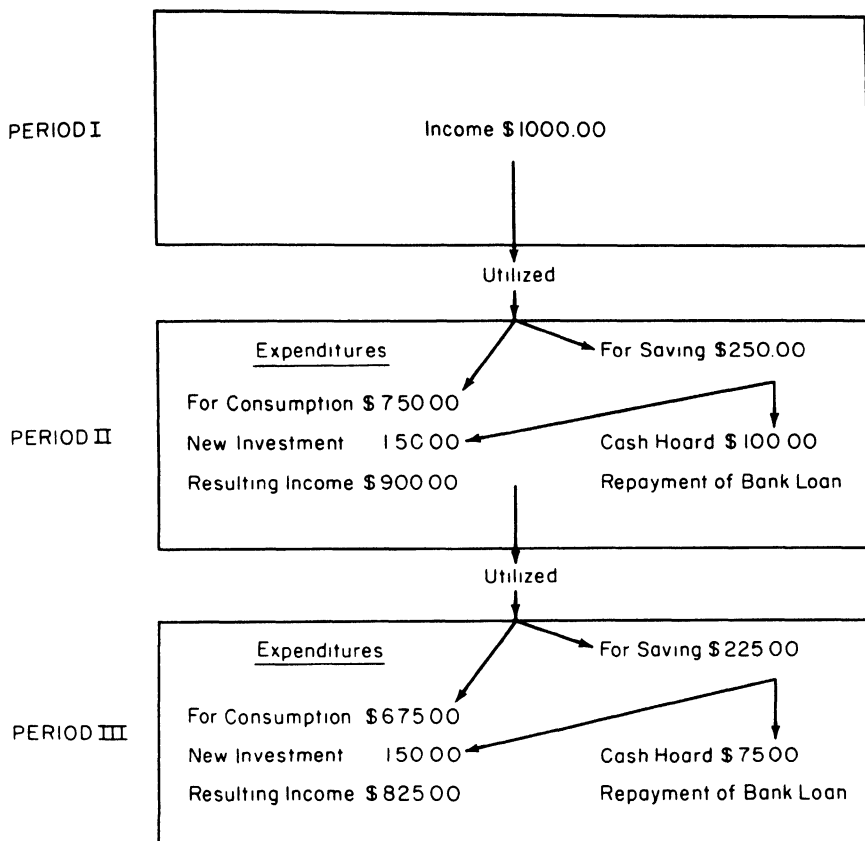 PERIOD I
Income $1000.00
Utilized
PERIOD II
Expenditures
For Saving $250.00
For Consumption $750 00
New Investment 150 00
Cash Hoard $100 00
Resulting Income $900 00
Repayment of Bank Loan
Utilized
PERIOD III
Expenditures
For Saving $225 00
For Consumption $675 00
New Investment 150 00
Cash Hoard $75 00
Resulting Income $825 00
Repayment of Bank Loan